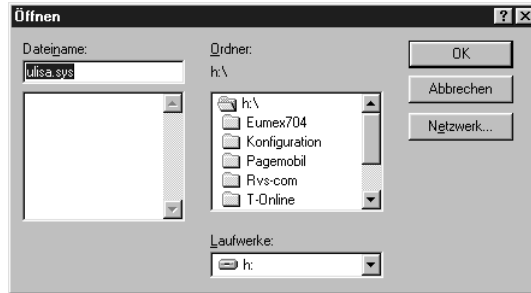 Öffnen
Dateiname:
ulisa.sys
Ordner:
h:\
h:\
Eumex704
Konfiguration
Pagemobil
Rvs-com
T-Online
Laufwerke:
h:
OK
Abbrechen
Netzwerk...